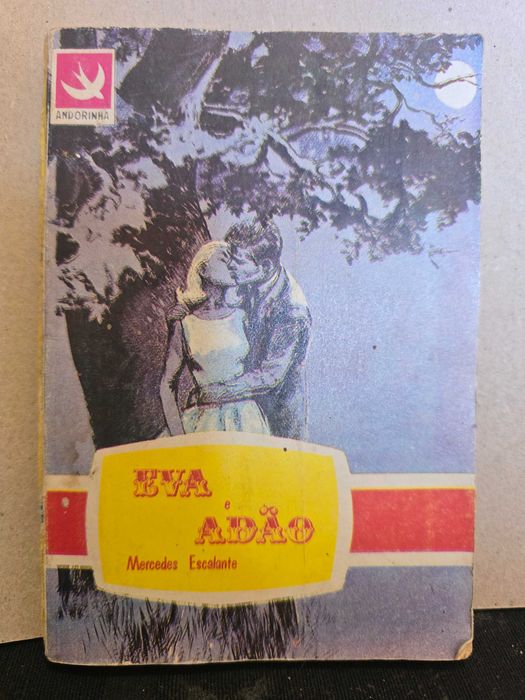 ANDORINHA
EVA
e
ADÃO
Mercedes Escalante